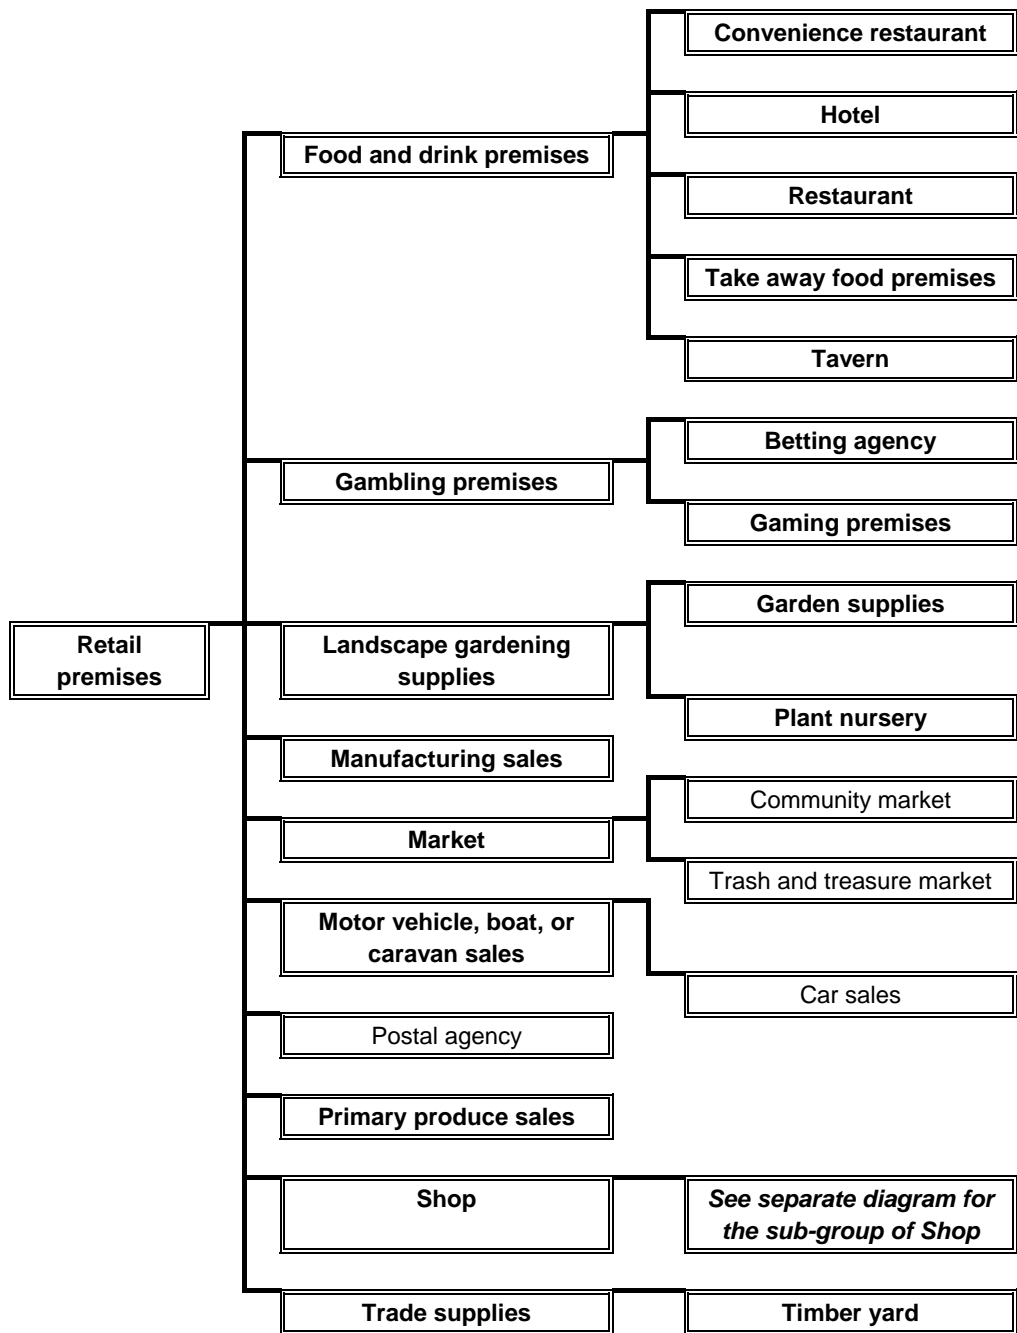 Convenience restaurant
Hotel
Food and drink premises
Restaurant
Take away food premises
Tavern
Betting agency
Gambling premises
Gaming premises
Garden supplies
Retail
premises
Landscape gardening
supplies
Plant nursery
Manufacturing sales
Community market
Market
Trash and treasure market
Motor vehicle, boat, or
caravan sales
Car sales
Postal agency
Primary produce sales
Shop
See separate diagram for
the sub-group of Shop
Trade supplies
Timber yard